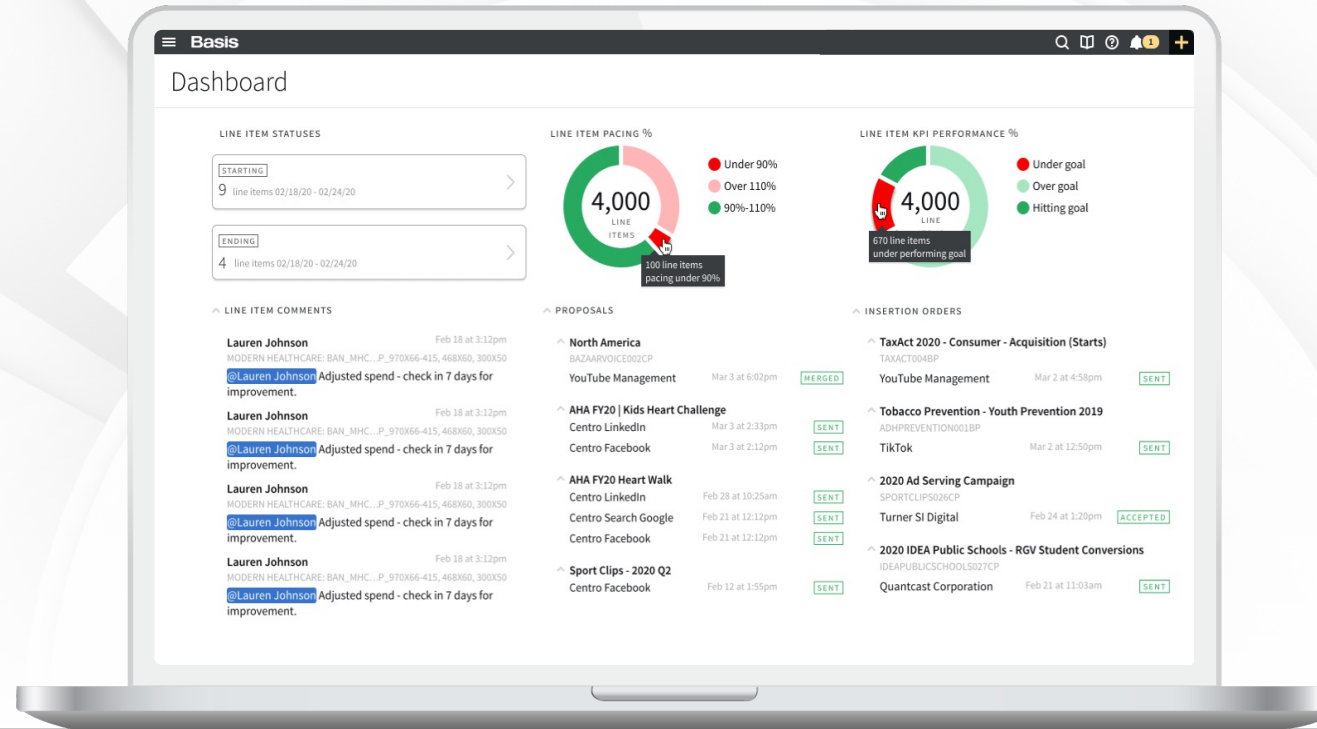 Basis
1
Dashboard
LINE ITEM STATUSES
STARTING
9 line items 02/18/20 - 02/24/20
ENDING
4 line items 02/18/20 - 02/24/20
LINE ITEM PACING %
4,000
LINE
ITEMS
Under 90%
Over 110%
90%-110%
100 line items
pacing under 90%
LINE ITEM KPI PERFORMANCE %
4,000
LINE
Under goal
Over goal
Hitting goal
670 line items
under performing goal
LINE ITEM COMMENTS
Lauren Johnson Feb 18 at 3:12pm
MODERN HEALTHCARE: BAN_MHC...P_970X66-415, 468X60, 300X50
@Lauren Johnson Adjusted spend - check in 7 days for
improvement.
Lauren Johnson Feb 18 at 3:12pm
MODERN HEALTHCARE: BAN_MHC...P_970X66-415, 468X60, 300X50
@Lauren Johnson Adjusted spend - check in 7 days for
improvement.
Lauren Johnson Feb 18 at 3:12pm
MODERN HEALTHCARE: BAN_MHC...P_970X66-415, 468X60, 300X50
@Lauren Johnson Adjusted spend - check in 7 days for
improvement.
Lauren Johnson Feb 18 at 3:12pm
MODERN HEALTHCARE: BAN_MHC...P_970X66-415, 468X60, 300X50
@Lauren Johnson Adjusted spend - check in 7 days for
improvement.
PROPOSALS
North America
BAZAARVOICE002CP
YouTube Management Mar 3 at 6:02pm MERGED
AHA FY20 | Kids Heart Challenge
Centro LinkedIn Mar 3 at 2:33pm SENT
Centro Facebook Mar 3 at 2:12pm SENT
AHA FY20 Heart Walk
Centro LinkedIn Feb 28 at 10:25am SENT
Centro Search Google Feb 21 at 12:12pm SENT
Centro Facebook Feb 21 at 12:12pm SENT
Sport Clips - 2020 Q2
Centro Facebook Feb 12 at 1:55pm SENT
INSERTION ORDERS
TaxAct 2020 - Consumer - Acquisition (Starts)
TAXACT004BP
YouTube Management Mar 2 at 4:58pm SENT
Tobacco Prevention - Youth Prevention 2019
ADHPREVENTION001BP
TikTok Mar 2 at 12:50pm SENT
2020 Ad Serving Campaign
SPORTCLIPS026CP
Turner SI Digital Feb 24 at 1:20pm ACCEPTED
2020 IDEA Public Schools - RGV Student Conversions
IDEAPUBLICSCHOOLS027CP
Quantcast Corporation Feb 21 at 11:03am SENT